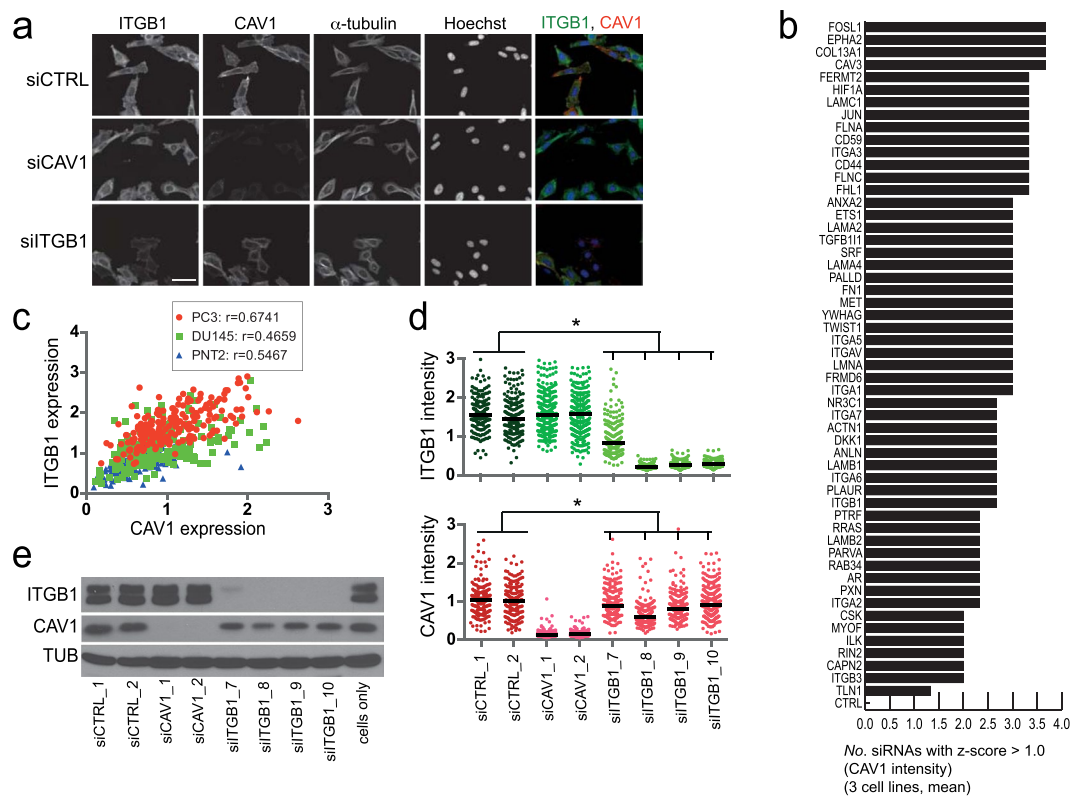 a
ITGB1 CAV1 α-tubulin Hoechst ITGB1, CAV1
siCTRL
siCAV1
siITGB1
b
FOSL1
EPHA2
COL13A1
CAV3
FERMT2
HIF1A
LAMC1
JUN
FLNA
CD59
ITGA3
CD44
FLNC
FHL1
ANXA2
ETS1
LAMA2
TGFB1I1
SRF
LAMA4
PALLD
FN1
MET
YWHAG
TWIST1
ITGA5
ITGAV
LMNA
FRMD6
ITGA1
NR3C1
ITGA7
ACTN1
DKK1
ANLN
LAMB1
ITGA6
PLAUR
ITGB1
PTRF
RRAS
LAMB2
PARVA
RAB34
AR
PXN
ITGA2
CSK
MYOF
ILK
RIN2
CAPN2
ITGB3
TLN1
CTRL
0.0 0.5 1.0 1.5 2.0 2.5 3.0 3.5 4.0
No. siRNAs with z-score > 1.0
(CAV1 intensity)
(3 cell lines, mean)
c
PC3: r=0.6741
DU145: r=0.4659
PNT2: r=0.5467
ITGB1 expression
4
3
2
1
0
0 1 2 3
CAV1 expression
d
*
ITGB1 intensity
3
2
1
0
*
CAV1 intensity
3
2
1
0
siCTRL_1
siCTRL_2
siCAV1_1
siCAV1_2
siITGB1_7
siITGB1_8
siITGB1_9
siITGB1_10
e
ITGB1
CAV1
TUB
siCTRL_1
siCTRL_2
siCAV1_1
siCAV1_2
siITGB1_7
siITGB1_8
siITGB1_9
siITGB1_10
cells only